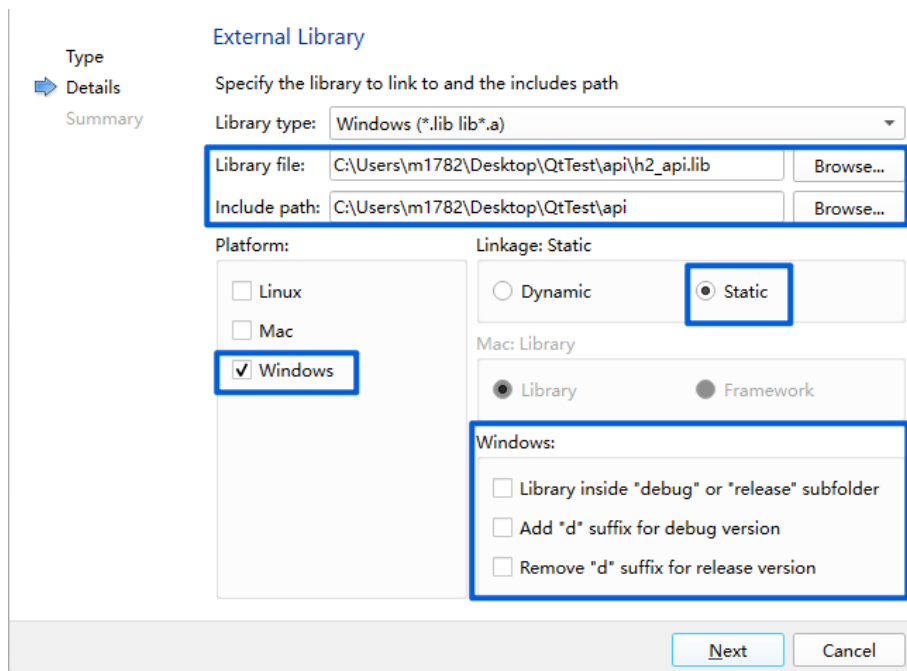 External Library
Type
Details
Summary
Specify the library to link to and the includes path
Library type: Windows (*.lib lib*.a)
Library file: C:\Users\m1782\Desktop\QtTest\api\h2_api.lib Browse...
Include path: C:\Users\m1782\Desktop\QtTest\api Browse...
Platform:
Linux
Mac
Windows
Linkage: Static
Dynamic Static
Mac: Library
Library Framework
Windows:
Library inside "debug" or "release" subfolder
Add "d" suffix for debug version
Remove "d" suffix for release version
Next Cancel